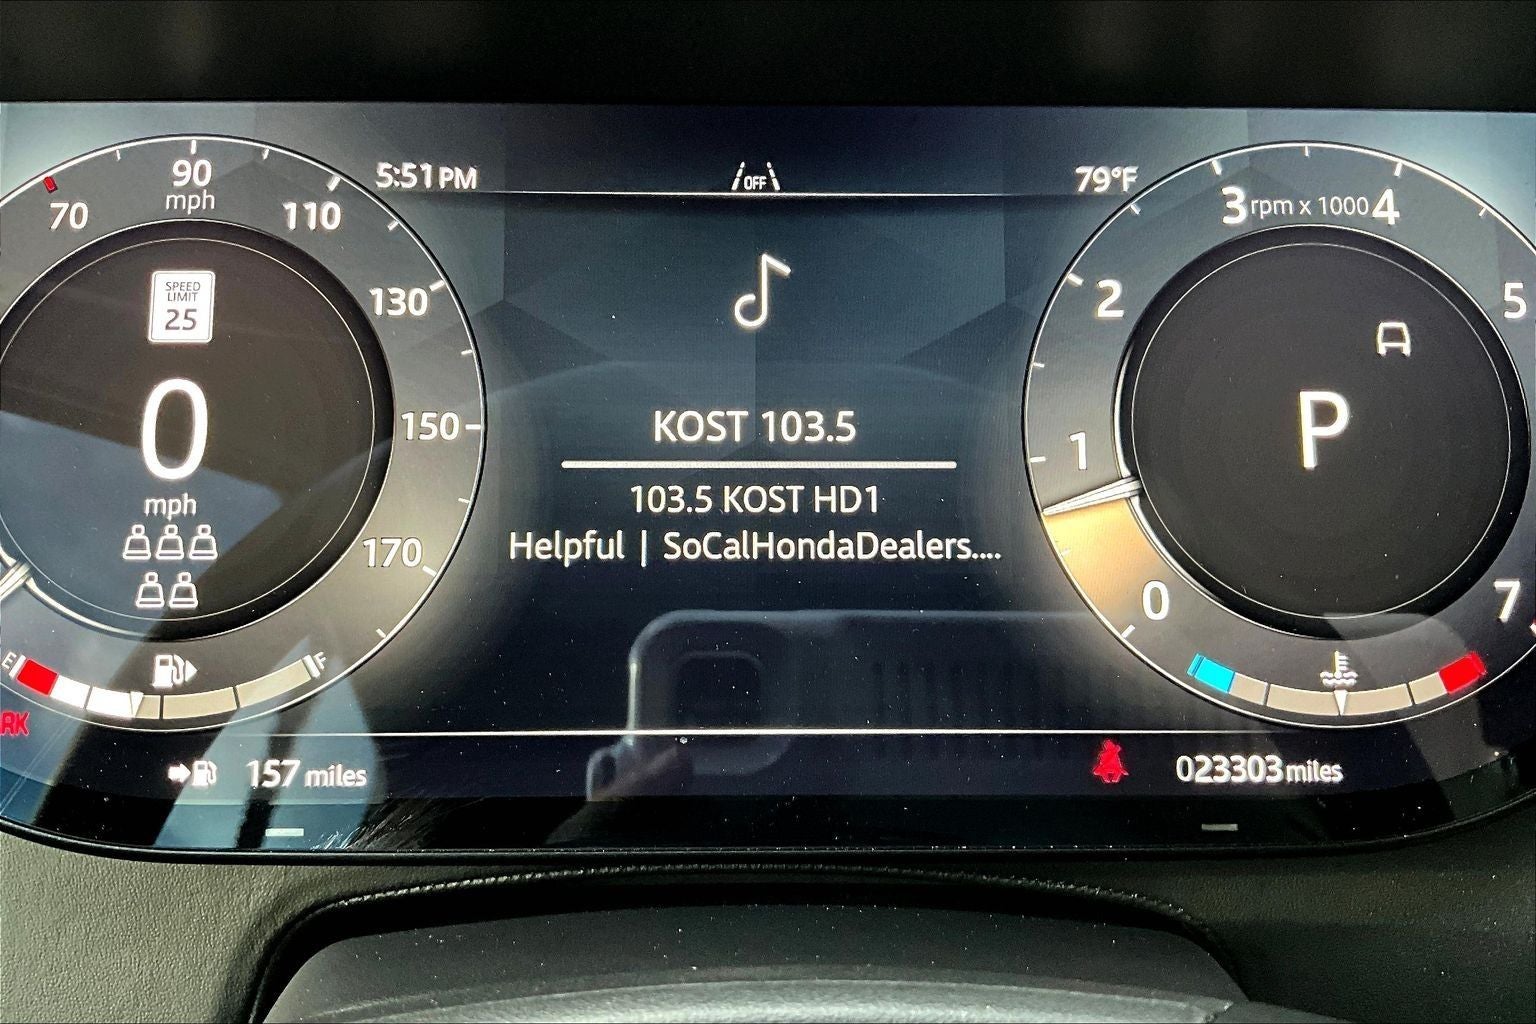 5:51 PM
OFF
79°F
70
90
mph
110
130
150
170
SPEED
LIMIT
25
0
mph
KOST 103.5
103.5 KOST HD1
Helpful | SoCalHondaDealers....
0
1
2
3 rpm x 1000 4
5
7
P
E
F
157 miles
023303 miles